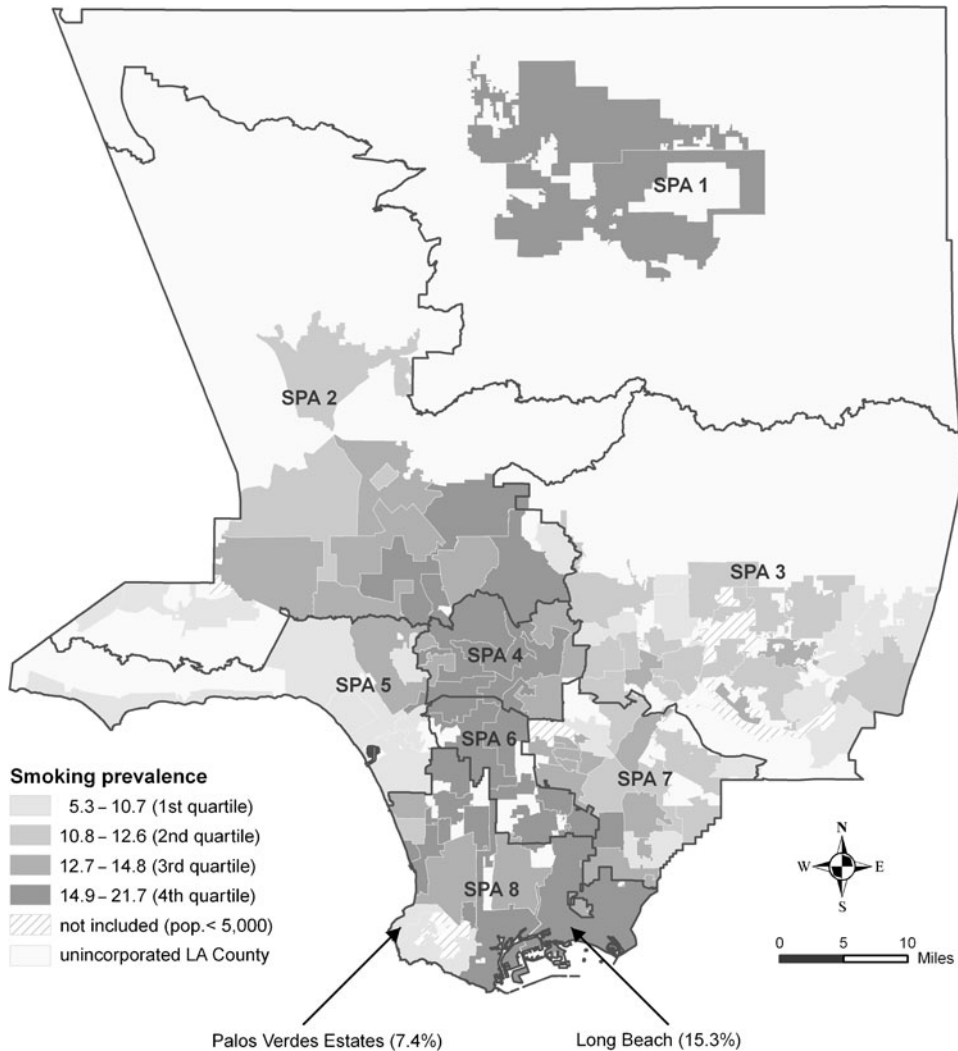 SPA 1
SPA 2
SPA 3
SPA 4
SPA 5
SPA 6
SPA 7
SPA 8
Smoking prevalence
5.3 – 10.7 (1st quartile)
10.8 – 12.6 (2nd quartile)
12.7 – 14.8 (3rd quartile)
14.9 – 21.7 (4th quartile)
not included (pop.< 5,000)
unincorporated LA County
N
W E
S
0 5 10
Miles
Palos Verdes Estates (7.4%)
Long Beach (15.3%)